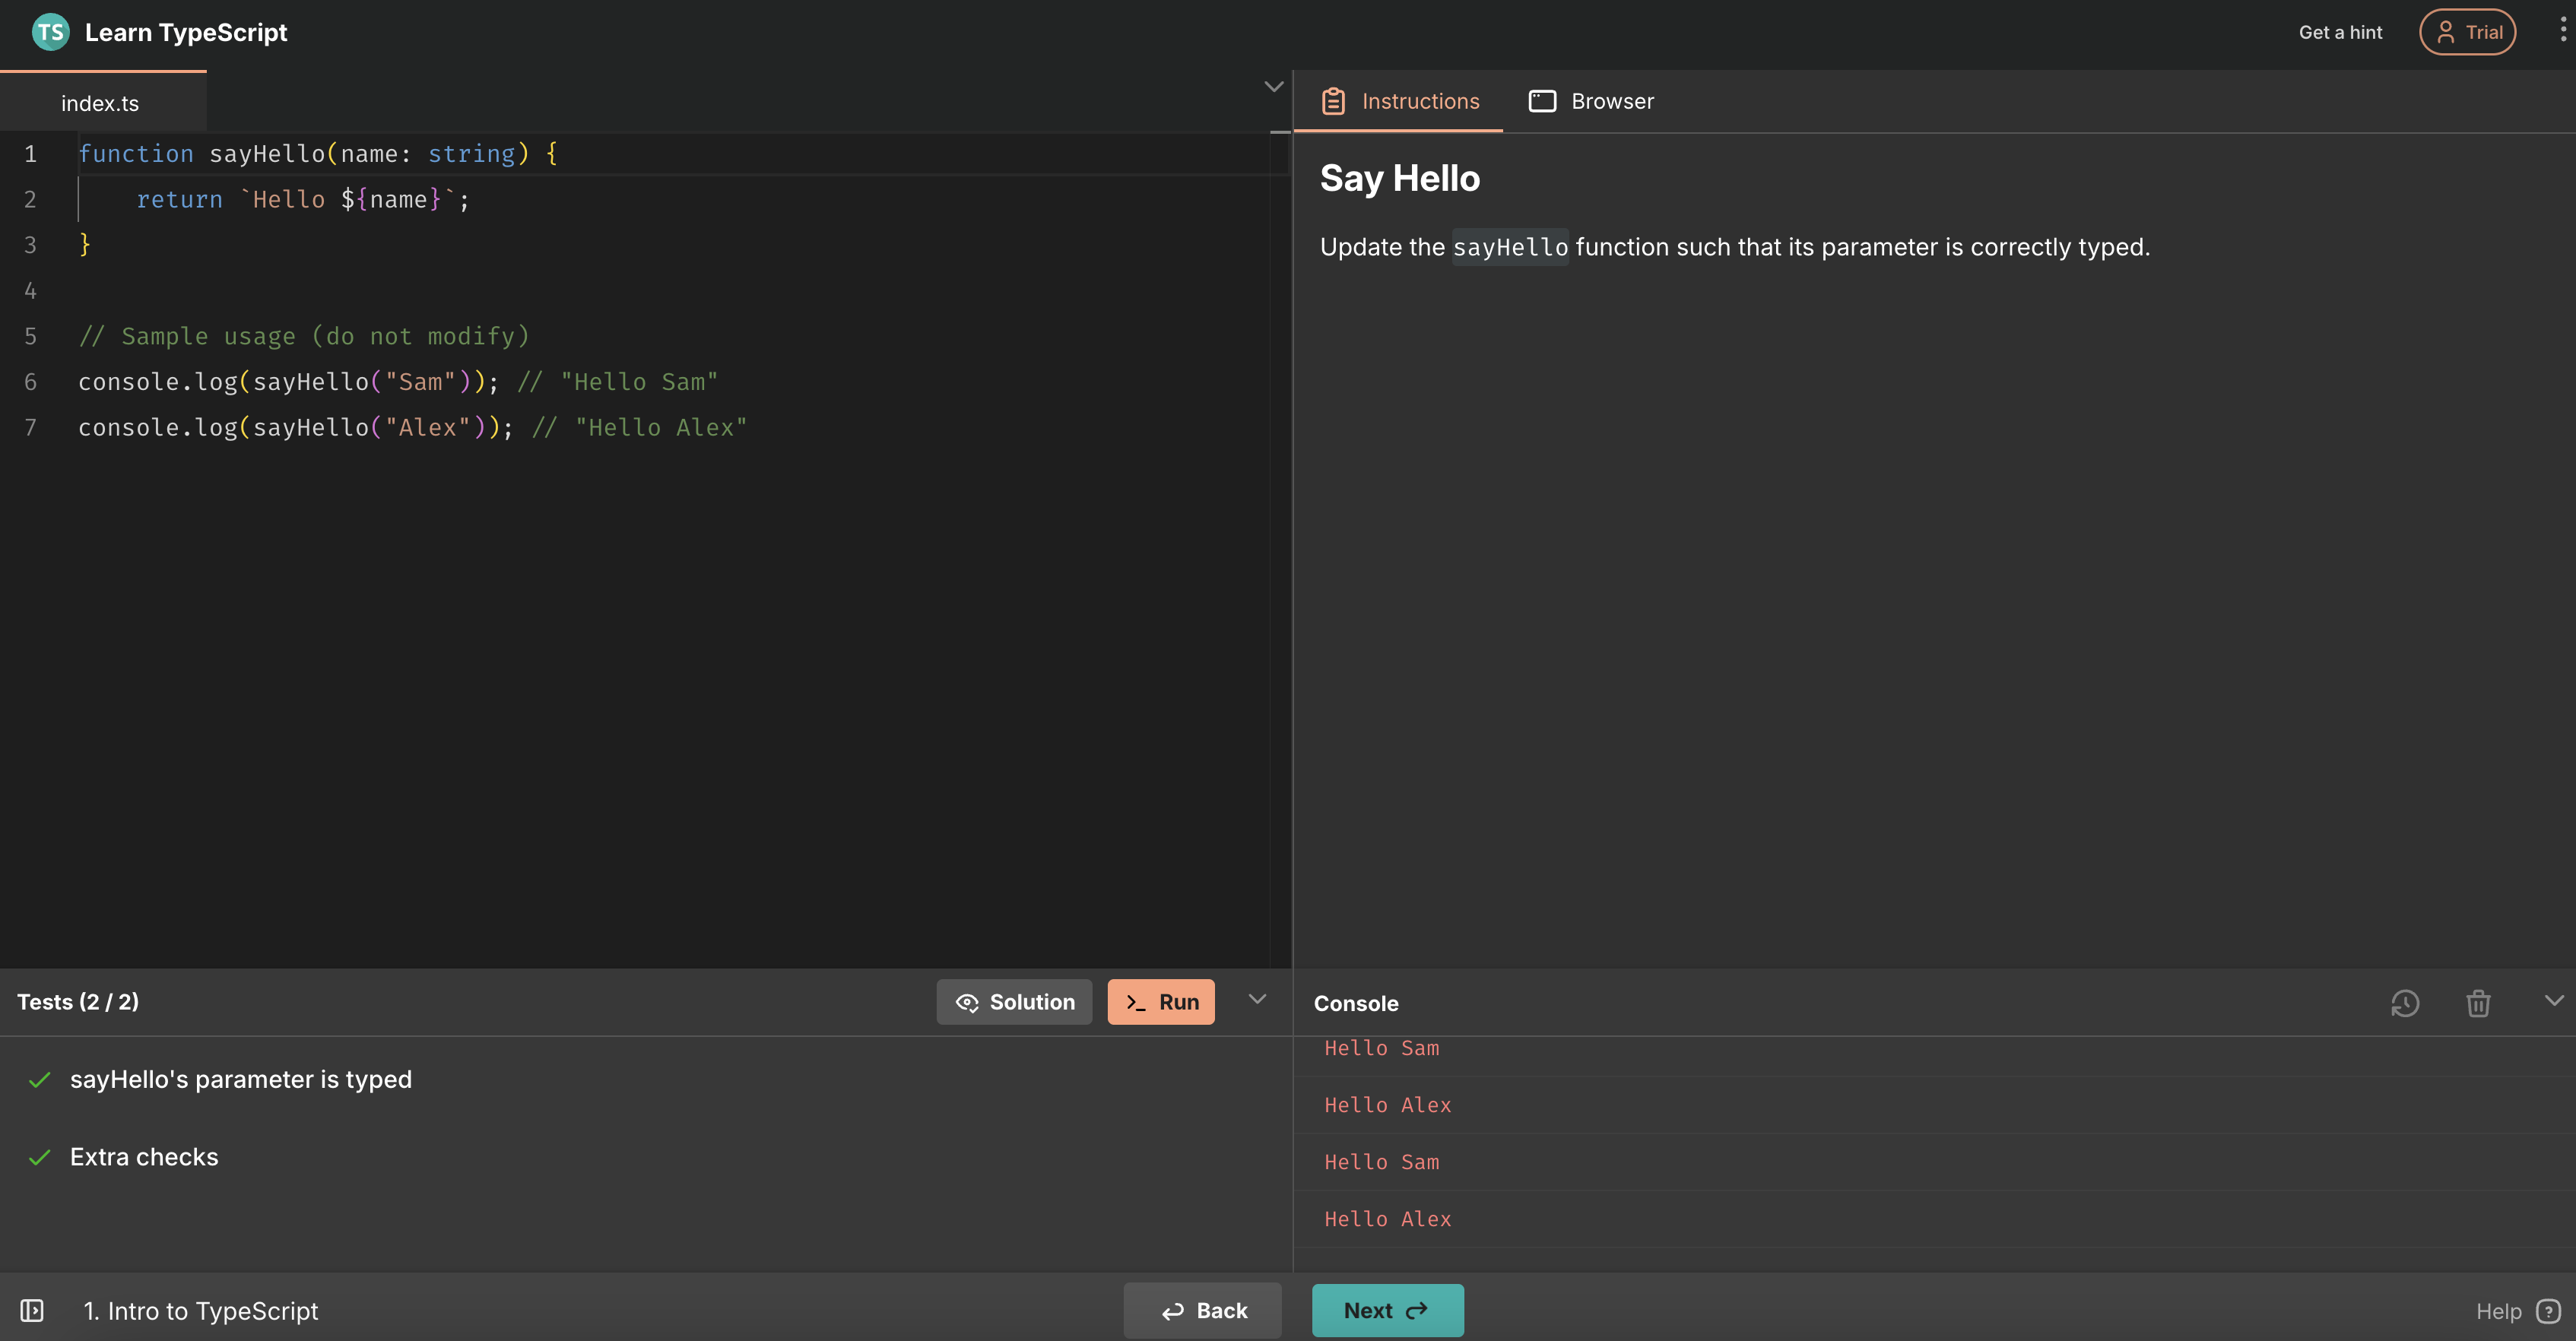 TS Learn TypeScript
Get a hint
Trial
index.ts
1 function sayHello(name: string) {
2     return `Hello ${name}`;
3 }
4
5 // Sample usage (do not modify)
6 console.log(sayHello("Sam")); // "Hello Sam"
7 console.log(sayHello("Alex")); // "Hello Alex"
Instructions
Browser
Say Hello
Update the sayHello function such that its parameter is correctly typed.
Tests (2 / 2)
Solution
Run
sayHello's parameter is typed
Extra checks
Console
Hello Sam
Hello Alex
Hello Sam
Hello Alex
1. Intro to TypeScript
Back
Next
Help